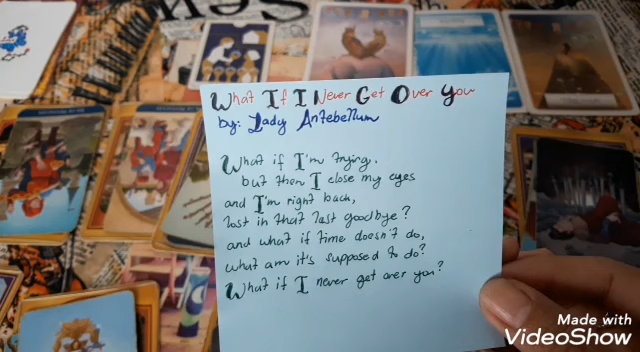 What If I Never Get Over You
by: Lady Antebellum
What if I'm trying,
but then I close my eyes
and I'm right back,
lost in that last goodbye?
and what if time doesn't do,
what am it's supposed to do?
What if I never get over you?
Made with
VideoShow